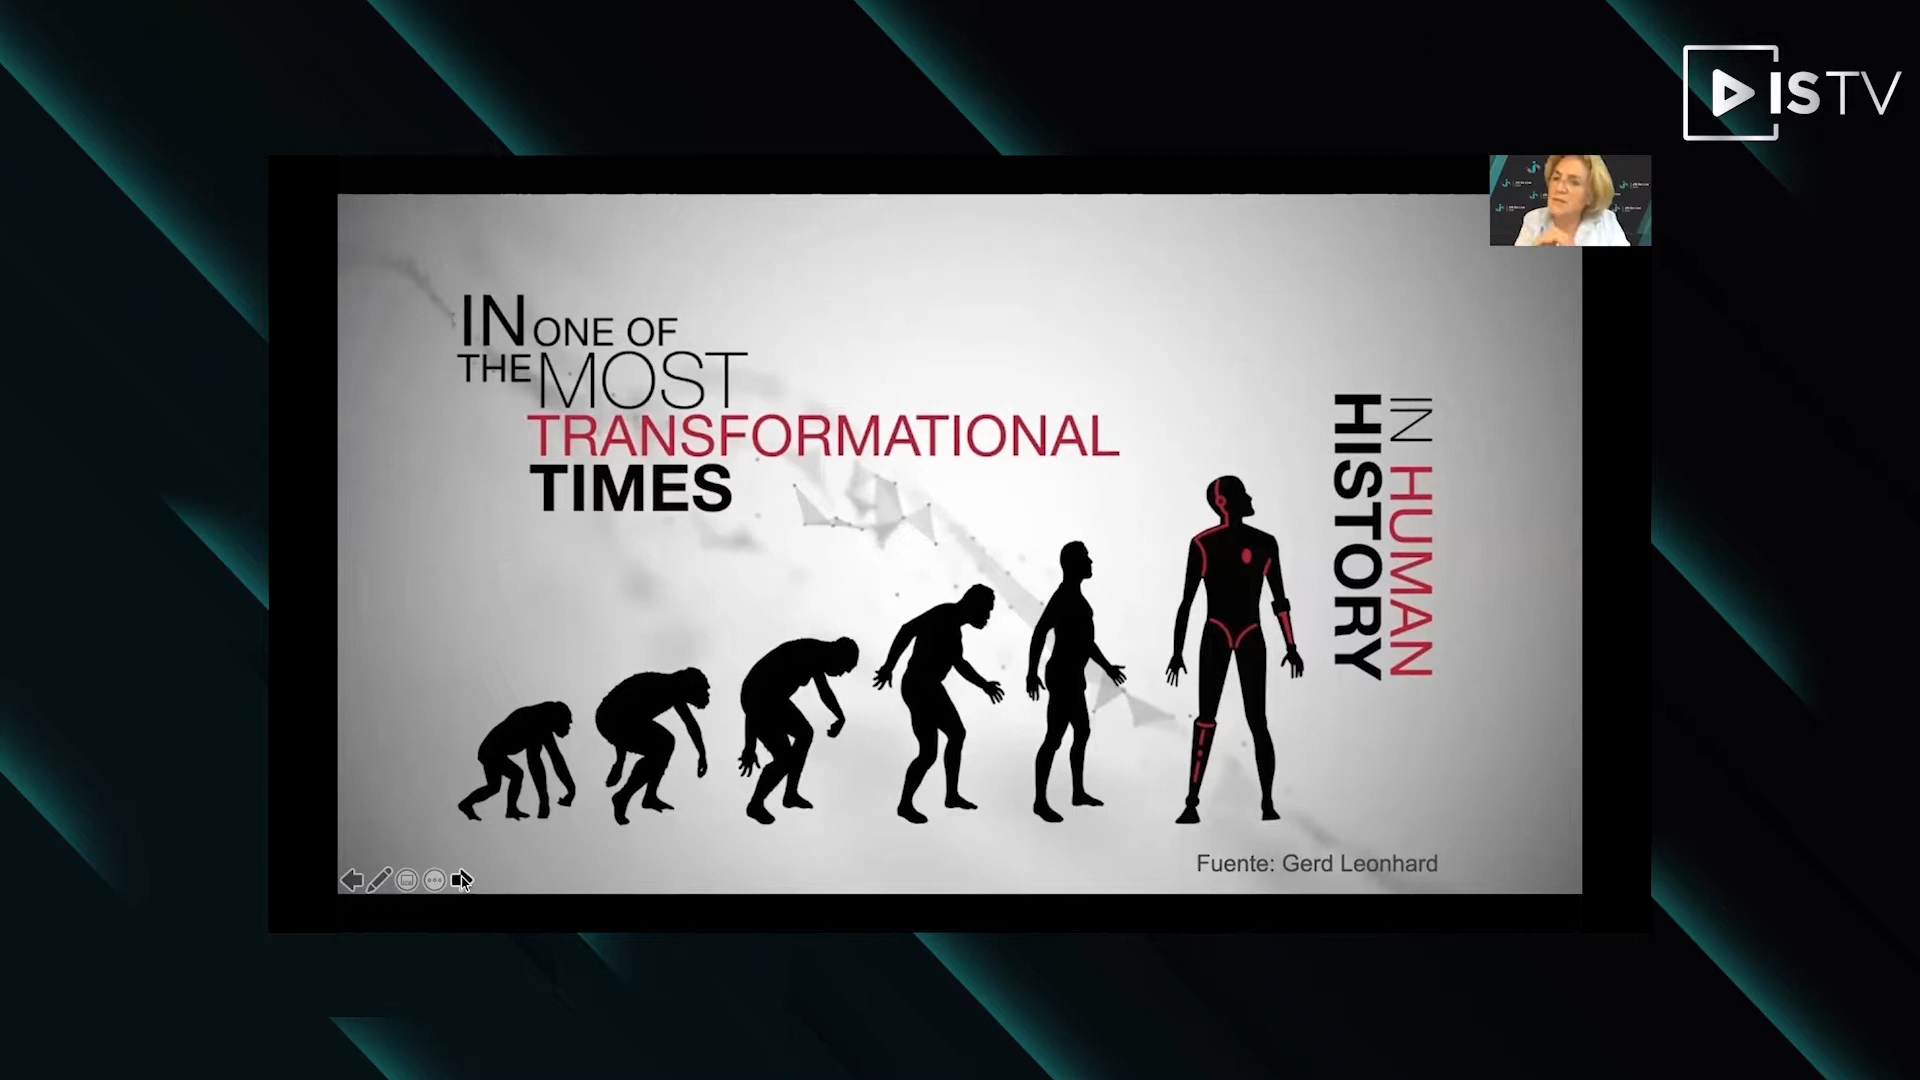 ISTV
IN ONE OF
THE MOST
TRANSFORMATIONAL
TIMES
IN HUMAN
HISTORY
Fuente: Gerd Leonhard